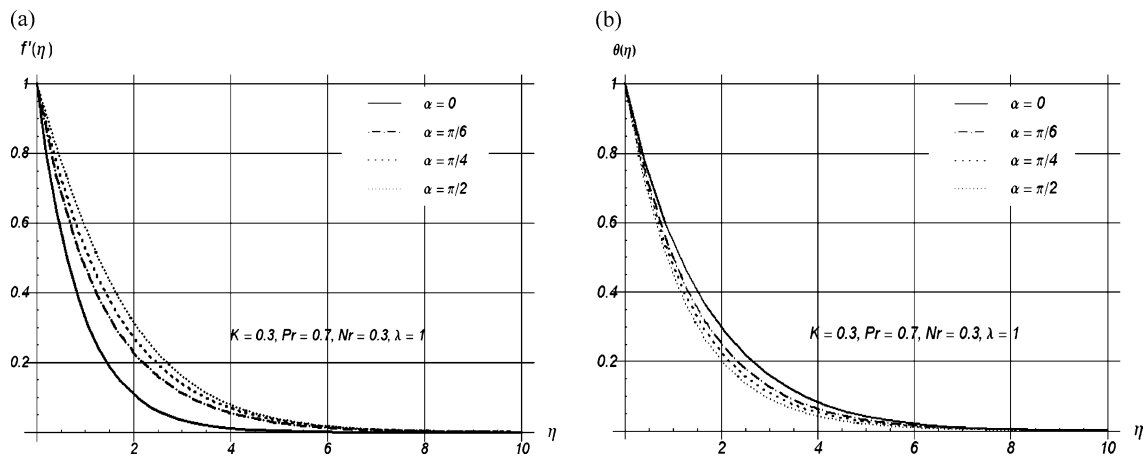 (a)
f'(η)
1
0.8
0.6
0.4
0.2
2
4
6
8
10
η
α = 0
α = π/6
α = π/4
α = π/2
K = 0.3, Pr = 0.7, Nr = 0.3, λ = 1
(b)
θ(η)
1
0.8
0.6
0.4
0.2
2
4
6
8
10
η
α = 0
α = π/6
α = π/4
α = π/2
K = 0.3, Pr = 0.7, Nr = 0.3, λ = 1